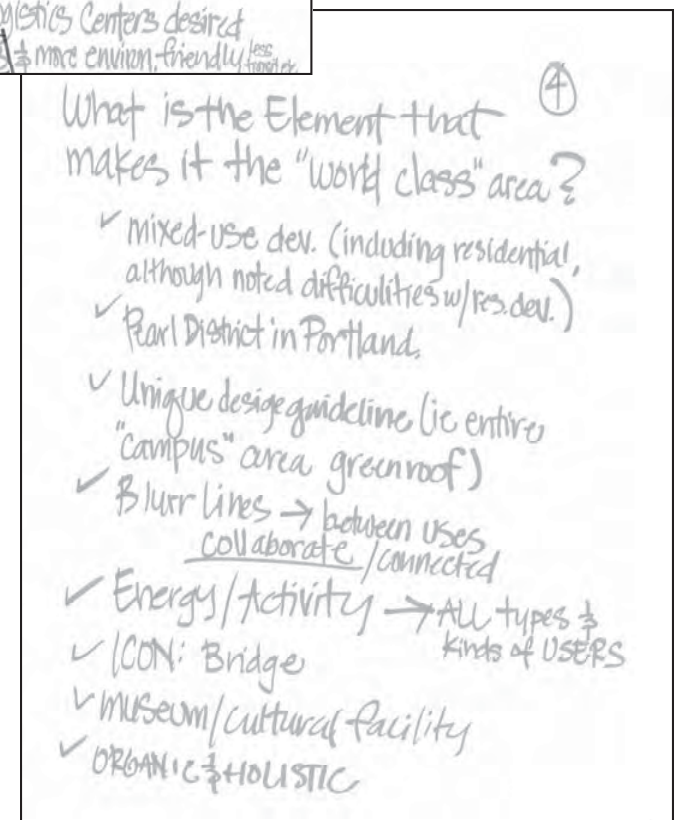 gistics Centers desired
& more environ. friendly less
④
What is the Element that
makes it the "world class" area?
✓ mixed-use dev. (including residential,
although noted difficulities w/res. dev.)
✓ Pearl District in Portland.
✓ Unique desige guideline (ie entire
"campus" area greenroof)
✓ Blurr lines → between uses
collaborate/connected
✓ Energy/Activity → ALL types &
kinds of USERS
✓ ICON: Bridge
✓ museum/cultural facility
✓ ORGANIC & HOLISTIC